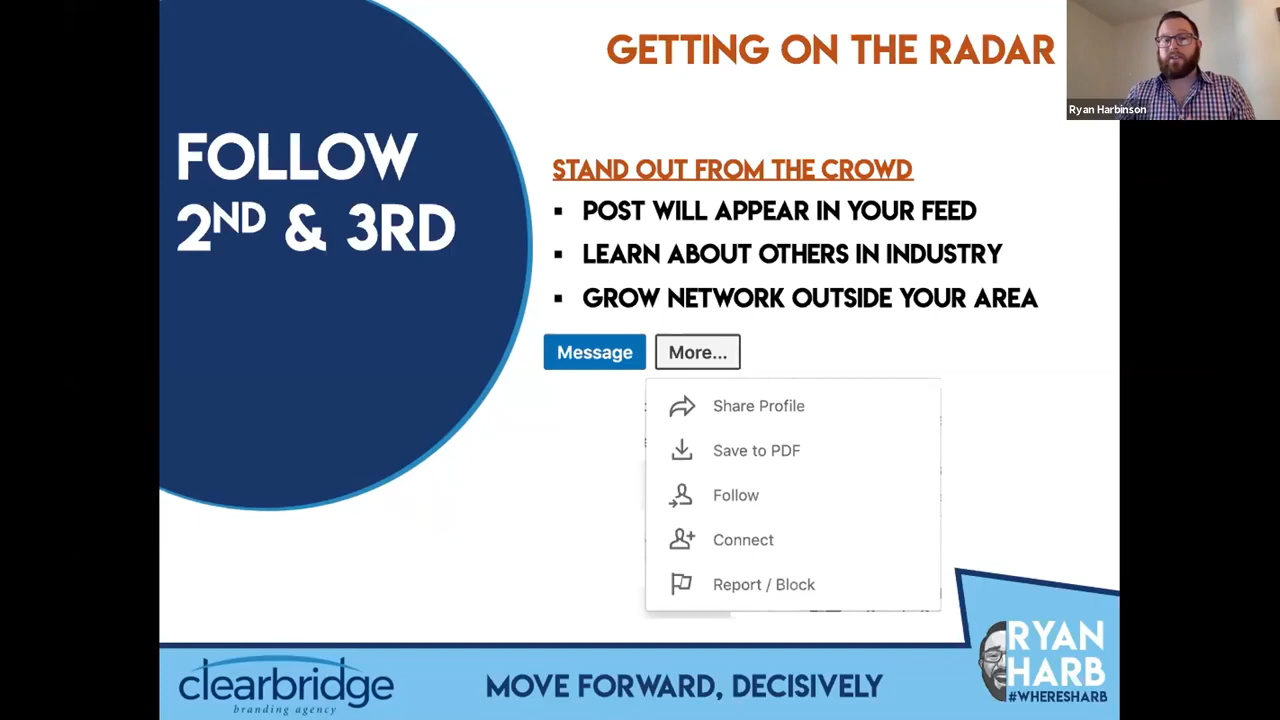 GETTING ON THE RADAR
Ryan Harbinson
FOLLOW
2ND & 3RD
STAND OUT FROM THE CROWD
▪ POST WILL APPEAR IN YOUR FEED
▪ LEARN ABOUT OTHERS IN INDUSTRY
▪ GROW NETWORK OUTSIDE YOUR AREA
Message More...
Share Profile
Save to PDF
Follow
Connect
Report / Block
clearbridge
branding agency
MOVE FORWARD, DECISIVELY
RYAN
HARB
#WHERESHARB